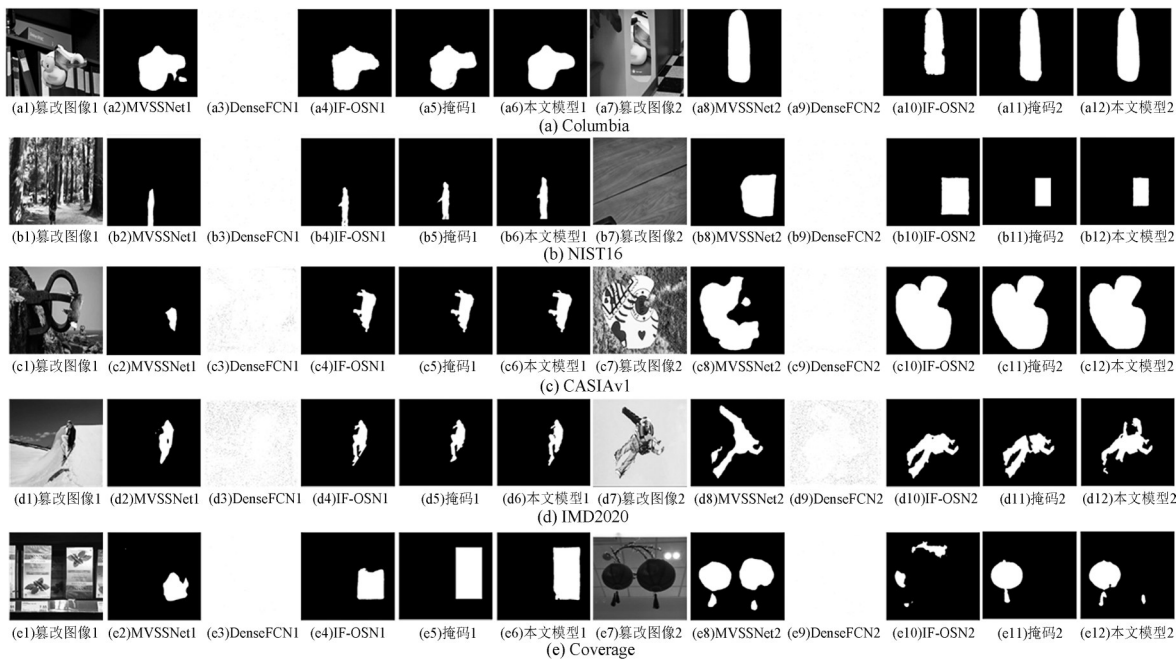 (a1)篡改图像1 (a2)MVSSNet1 (a3)DenseFCN1 (a4)IF-OSN1 (a5)掩码1 (a6)本文模型1 (a7)篡改图像2 (a8)MVSSNet2 (a9)DenseFCN2 (a10)IF-OSN2 (a11)掩码2 (a12)本文模型2
(a) Columbia
(b1)篡改图像1 (b2)MVSSNet1 (b3)DenseFCN1 (b4)IF-OSN1 (b5)掩码1 (b6)本文模型1 (b7)篡改图像2 (b8)MVSSNet2 (b9)DenseFCN2 (b10)IF-OSN2 (b11)掩码2 (b12)本文模型2
(b) NIST16
(c1)篡改图像1 (c2)MVSSNet1 (c3)DenseFCN1 (c4)IF-OSN1 (c5)掩码1 (c6)本文模型1 (c7)篡改图像2 (c8)MVSSNet2 (c9)DenseFCN2 (c10)IF-OSN2 (c11)掩码2 (c12)本文模型2
(c) CASIAv1
(d1)篡改图像1 (d2)MVSSNet1 (d3)DenseFCN1 (d4)IF-OSN1 (d5)掩码1 (d6)本文模型1 (d7)篡改图像2 (d8)MVSSNet2 (d9)DenseFCN2 (d10)IF-OSN2 (d11)掩码2 (d12)本文模型2
(d) IMD2020
(e1)篡改图像1 (e2)MVSSNet1 (e3)DenseFCN1 (e4)IF-OSN1 (e5)掩码1 (e6)本文模型1 (e7)篡改图像2 (e8)MVSSNet2 (e9)DenseFCN2 (e10)IF-OSN2 (e11)掩码2 (e12)本文模型2
(e) Coverage